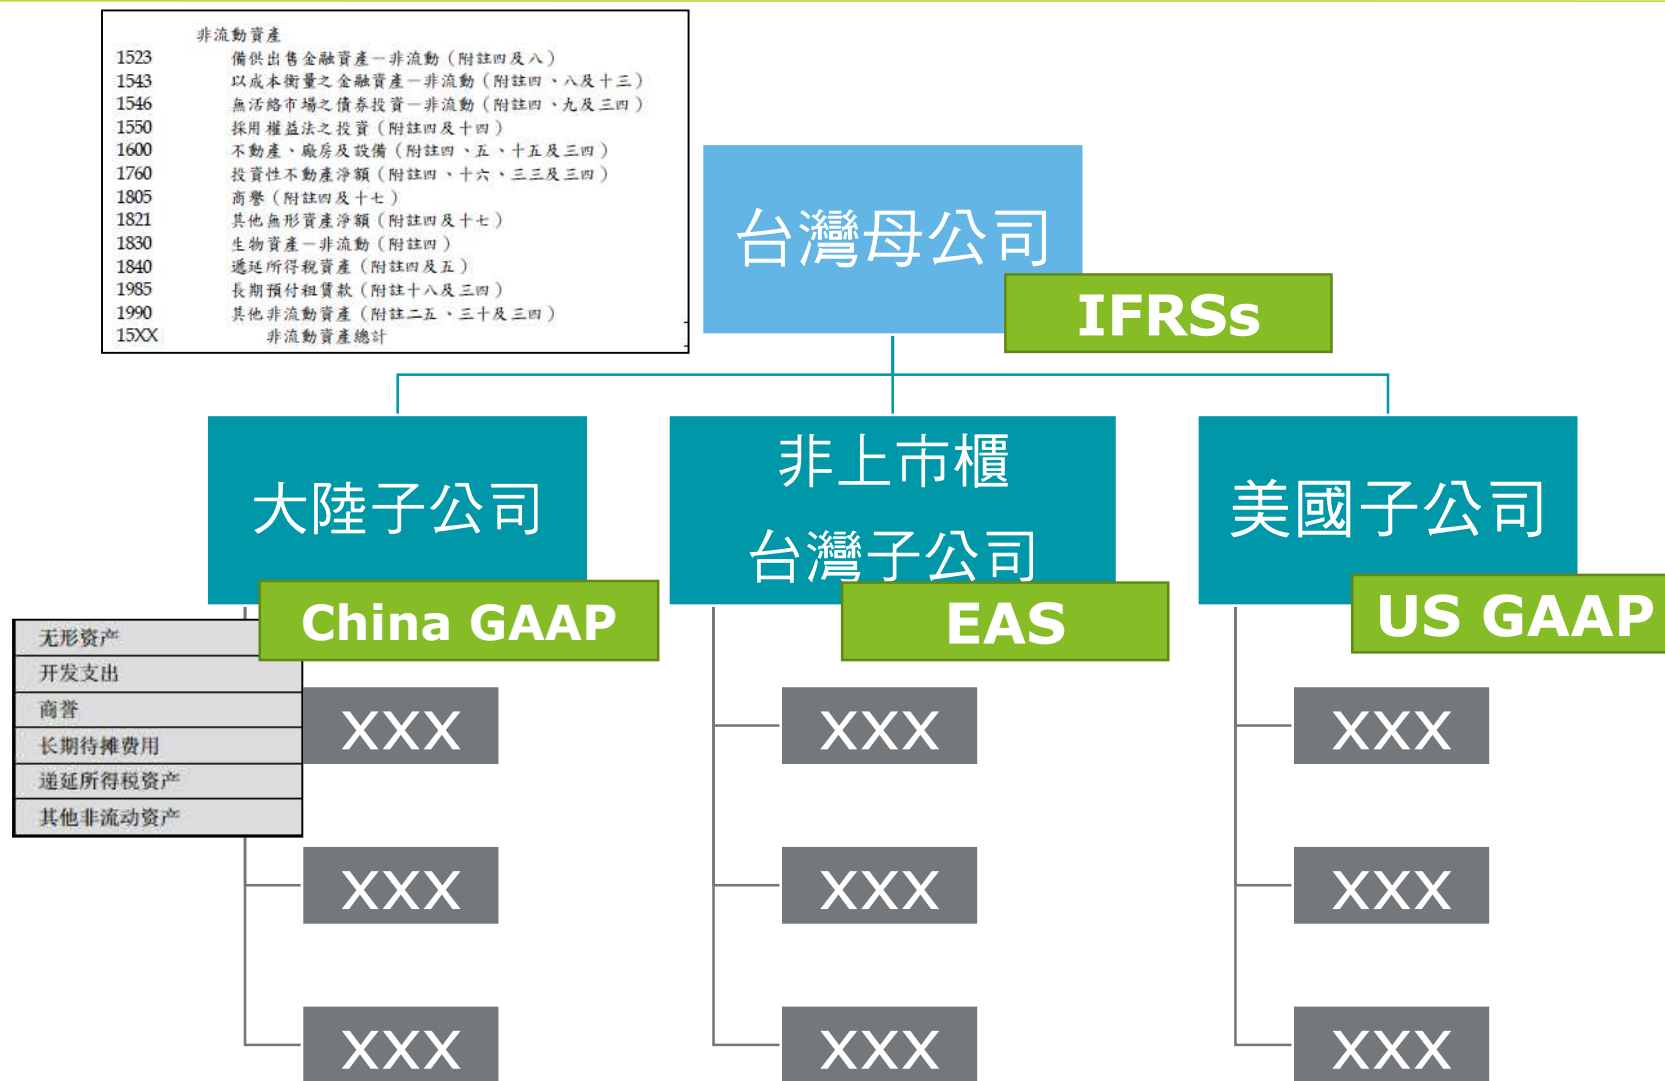 非流動資產
1523 備供出售金融資產－非流動（附註四及八）
1543 以成本衡量之金融資產－非流動（附註四、八及十三）
1546 無活絡市場之債券投資－非流動（附註四、九及三四）
1550 採用權益法之投資（附註四及十四）
1600 不動產、廠房及設備（附註四、五、十五及三四）
1760 投資性不動產淨額（附註四、十六、三三及三四）
1805 商譽（附註四及十七）
1821 其他無形資產淨額（附註四及十七）
1830 生物資產－非流動（附註四）
1840 遞延所得稅資產（附註四及五）
1985 長期預付租賃款（附註十八及三四）
1990 其他非流動資產（附註二五、三十及三四）
15XX 非流動資產總計
台灣母公司
IFRSs
大陸子公司
China GAAP
非上市櫃
台灣子公司
EAS
美國子公司
US GAAP
无形资产
开发支出
商誉
长期待摊费用
递延所得税资产
其他非流动资产
XXX
XXX
XXX
XXX
XXX
XXX
XXX
XXX
XXX